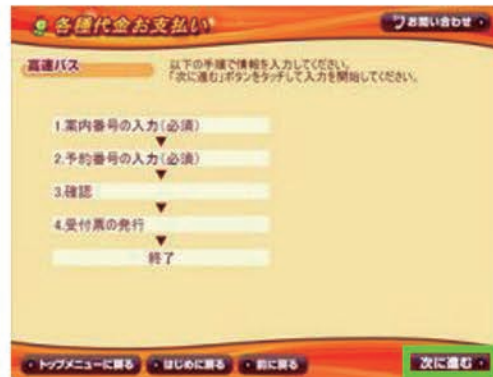 各種代金お支払い
お問い合わせ
高速バス
以下の手順で情報を入力してください。
「次に進む」ボタンをタッチして入力を開始してください。
1.案内番号の入力(必須)
▼
2.予約番号の入力(必須)
▼
3.確認
▼
4.受付票の発行
▼
終了
トップメニューに戻る
はじめに戻る
前に戻る
次に進む